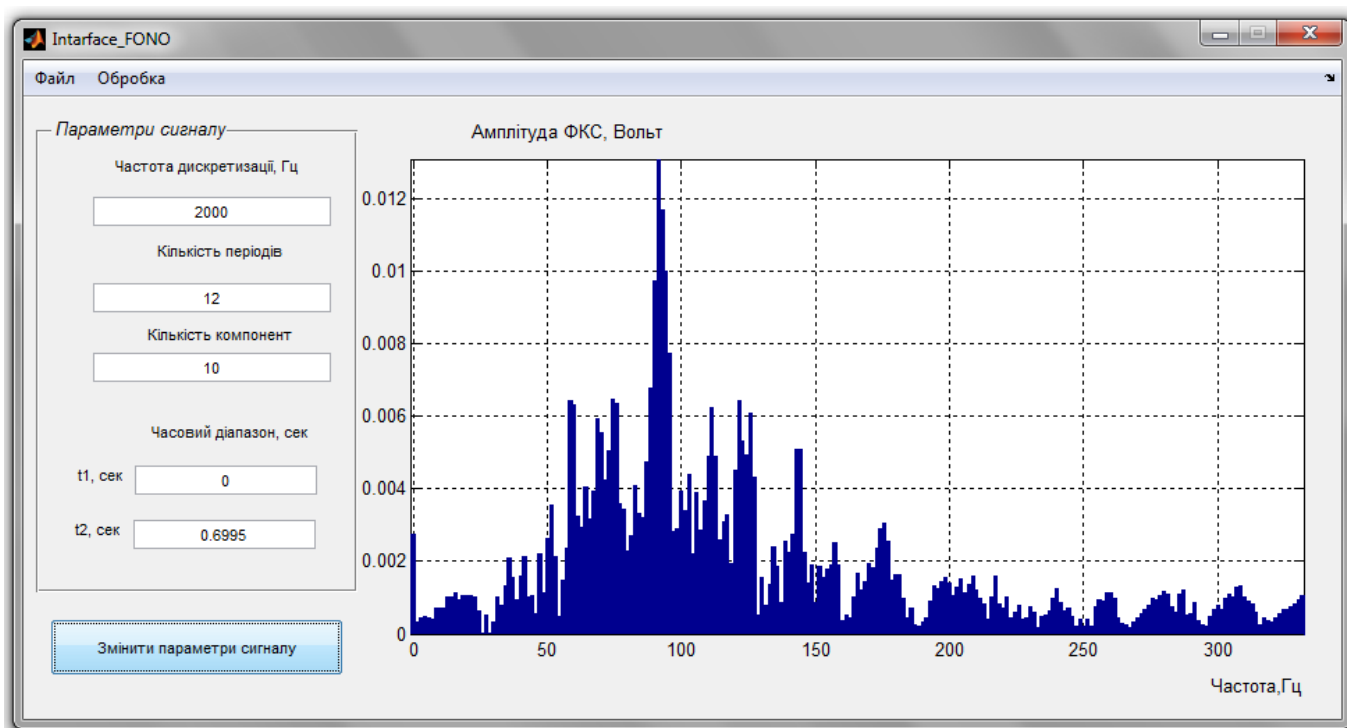 Intarface_FONO
Файл Обробка
Параметри сигналу
Частота дискретизації, Гц
2000
Кількість періодів
12
Кількість компонент
10
Часовий діапазон, сек
t1, сек 0
t2, сек 0.6995
Змінити параметри сигналу
Амплітуда ФКС, Вольт
0.012
0.01
0.008
0.006
0.004
0.002
0
0 50 100 150 200 250 300
Частота,Гц